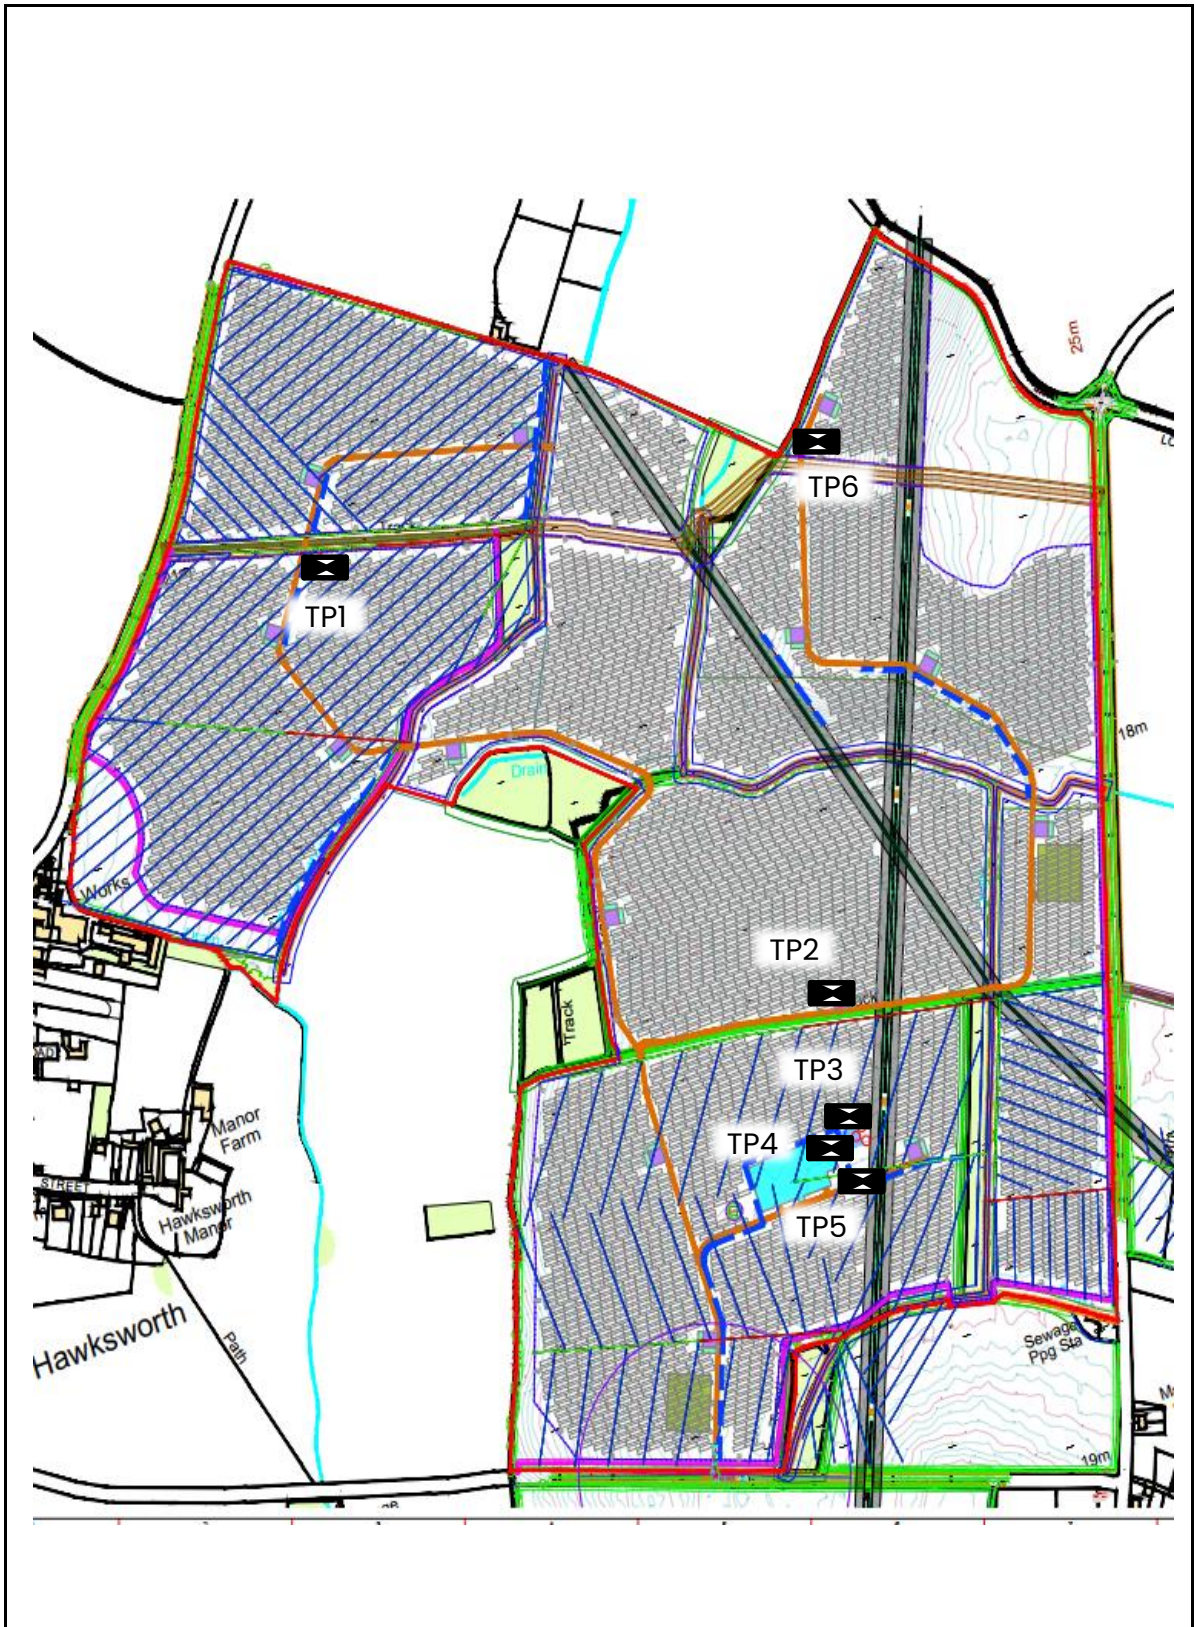 25m
TP6
TP1
18m
Drain
Works
TP2
Track
TP3
Manor
Farm
TP4
STREET
Hawksworth
Manor
TP5
Hawksworth
Path
Sewage
Ppg Sta
19m